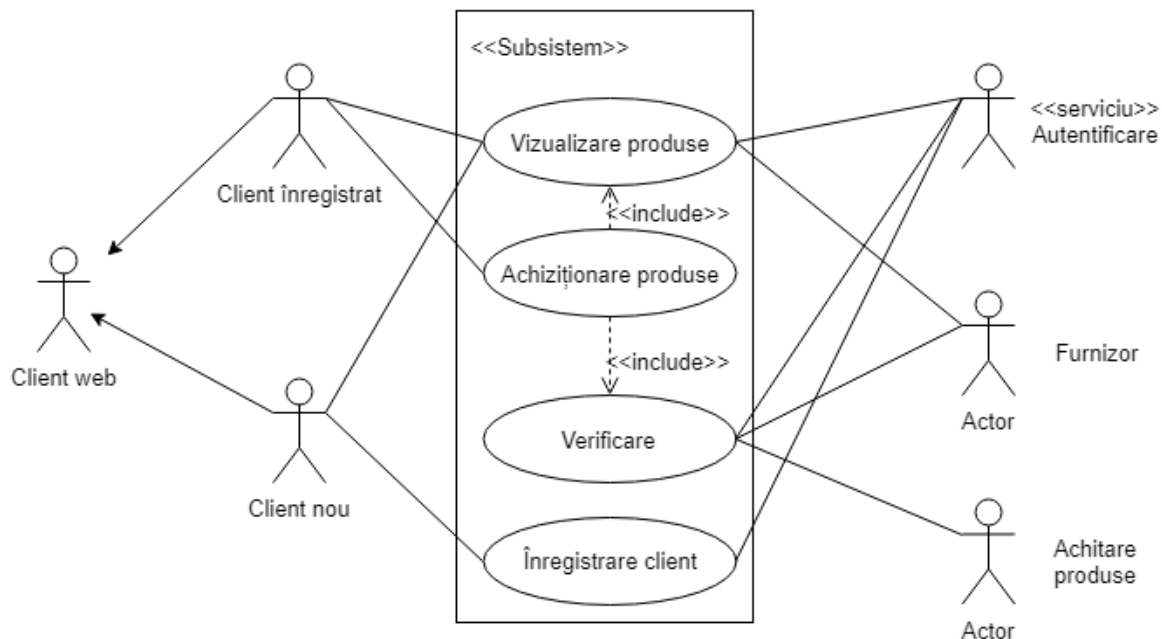 <<Subsistem>>
Client înregistrat
Client web
Client nou
Vizualizare produse
<<include>>
Achiziționare produse
<<include>>
Verificare
Înregistrare client
<<serviciu>>
Autentificare
Furnizor
Actor
Achitare
produse
Actor